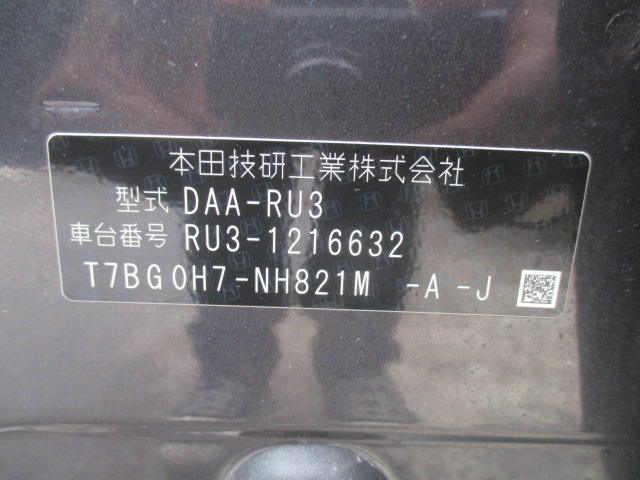 本田技研工業株式会社
型式 DAA-RU3
車台番号 RU3-1216632
T7BG0H7-NH821M -A -J